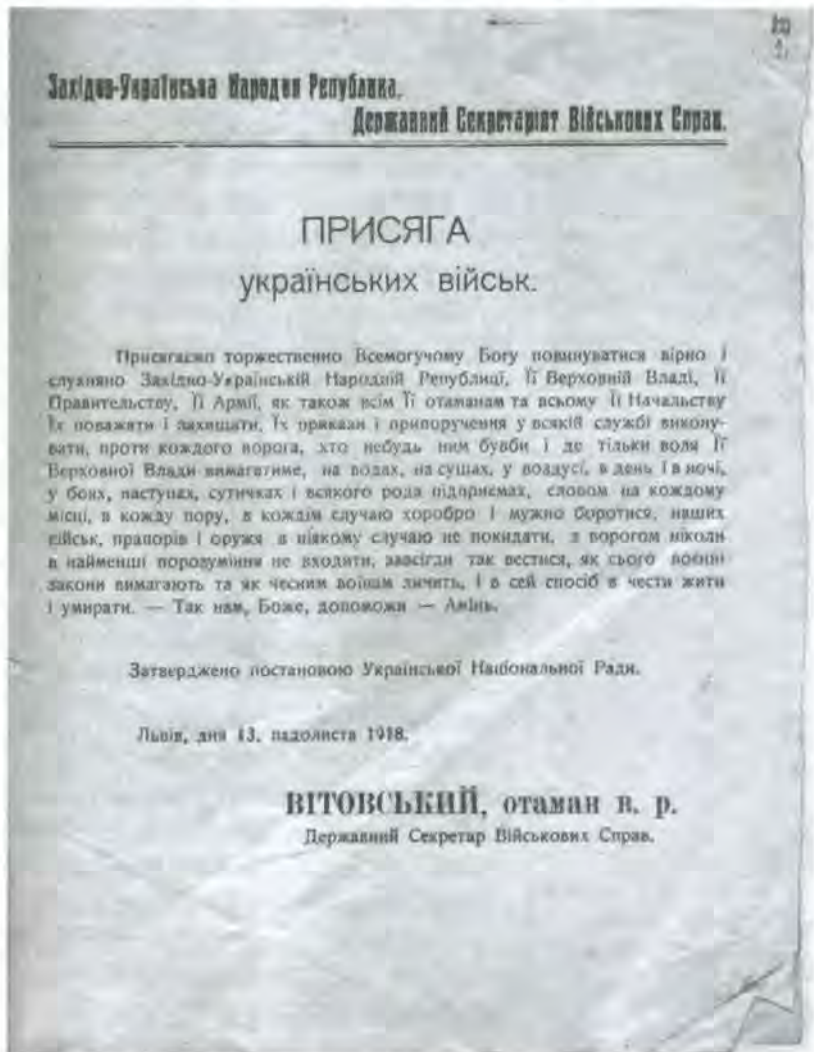 Західно-Українська Народна Република.
Державний Секретаріят Військових Справ.
ПРИСЯГА
українських військ.
Присягаємо торжественно Всемогучому Богу повинуватися вірно і
слухняно Західно-Українській Народній Републиці, Її Верховній Владі, Її
Правительству, Її Армії, як також всім Її отаманам та всьому Її Начальству
Їх поважати і захищати, Їх прикази і припоручення у всякій службі викону-
вати, проти кождого ворога, хто небудь ним бувби і де тільки воля Її
Верховної Влади вимагатиме, на водах, на сушах, у воздусі, в день і в ночі,
у боях, наступах, сутичках і всякого рода підприємах, словом на кождому
місці, в кожду пору, в кождім случаю хоробро і мужно боротися, наших
військ, прапорів і оружя в ніякому случаю не покидати, з ворогом ніколи
в найменші порозуміння не входити, завсігди так вестися, як сього воєнні
закони вимагають та як чесним воїнам личить, і в сей спосіб в чести жити
і умирати. — Так нам, Боже, допоможи — Амінь.
Затверджено постановою Української Національної Ради.
Львів, дня 13. падолиста 1918.
ВІТОВСЬКИЙ, отаман в. р.
Державний Секретар Військових Справ.